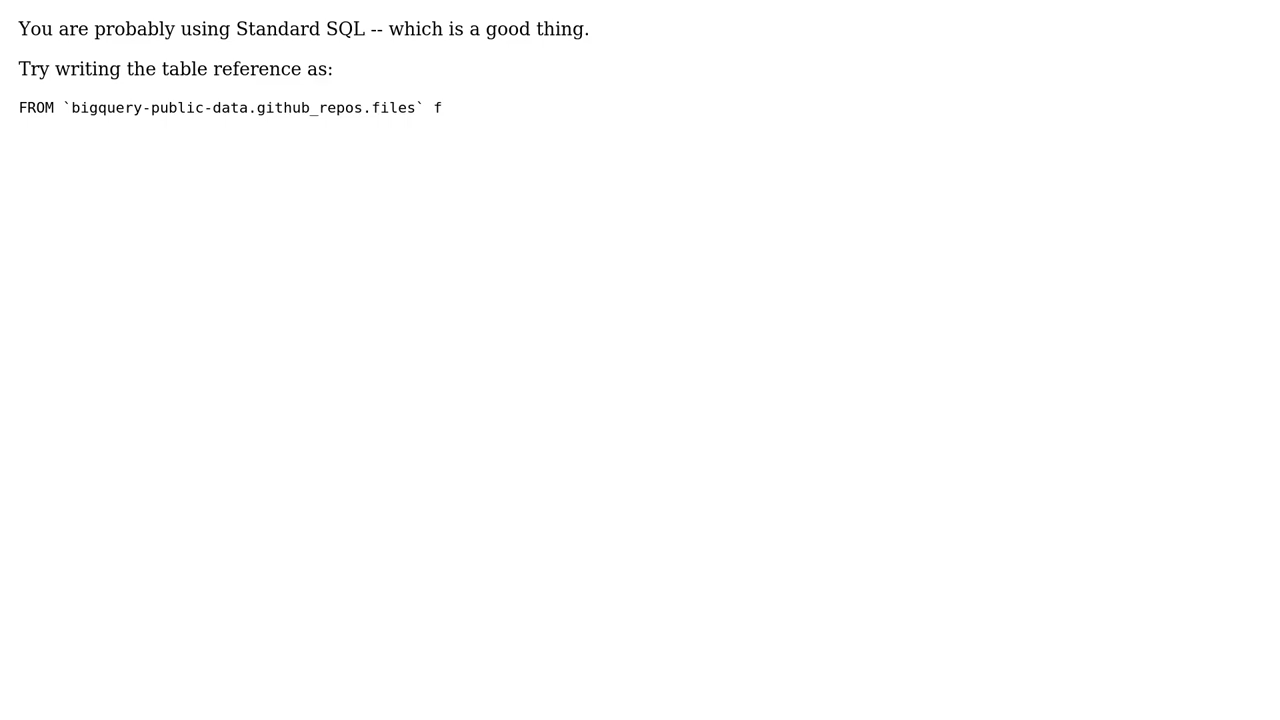 You are probably using Standard SQL -- which is a good thing.
Try writing the table reference as:
FROM `bigquery-public-data.github_repos.files` f